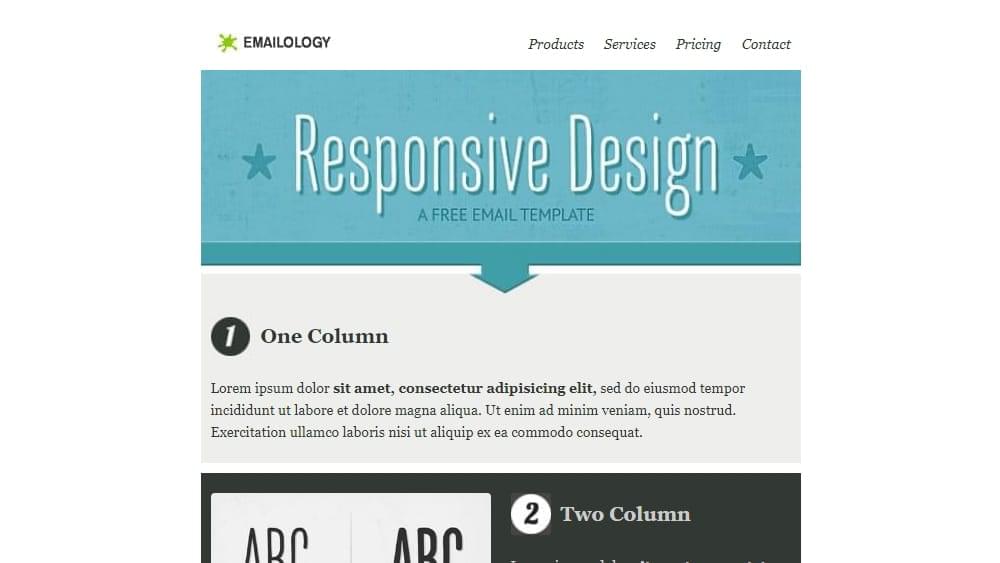 EMAILOLOGY
Products Services Pricing Contact
Responsive Design
A FREE EMAIL TEMPLATE
1 One Column
Lorem ipsum dolor sit amet, consectetur adipisicing elit, sed do eiusmod tempor
incididunt ut labore et dolore magna aliqua. Ut enim ad minim veniam, quis nostrud.
Exercitation ullamco laboris nisi ut aliquip ex ea commodo consequat.
ABC ABC
2 Two Column